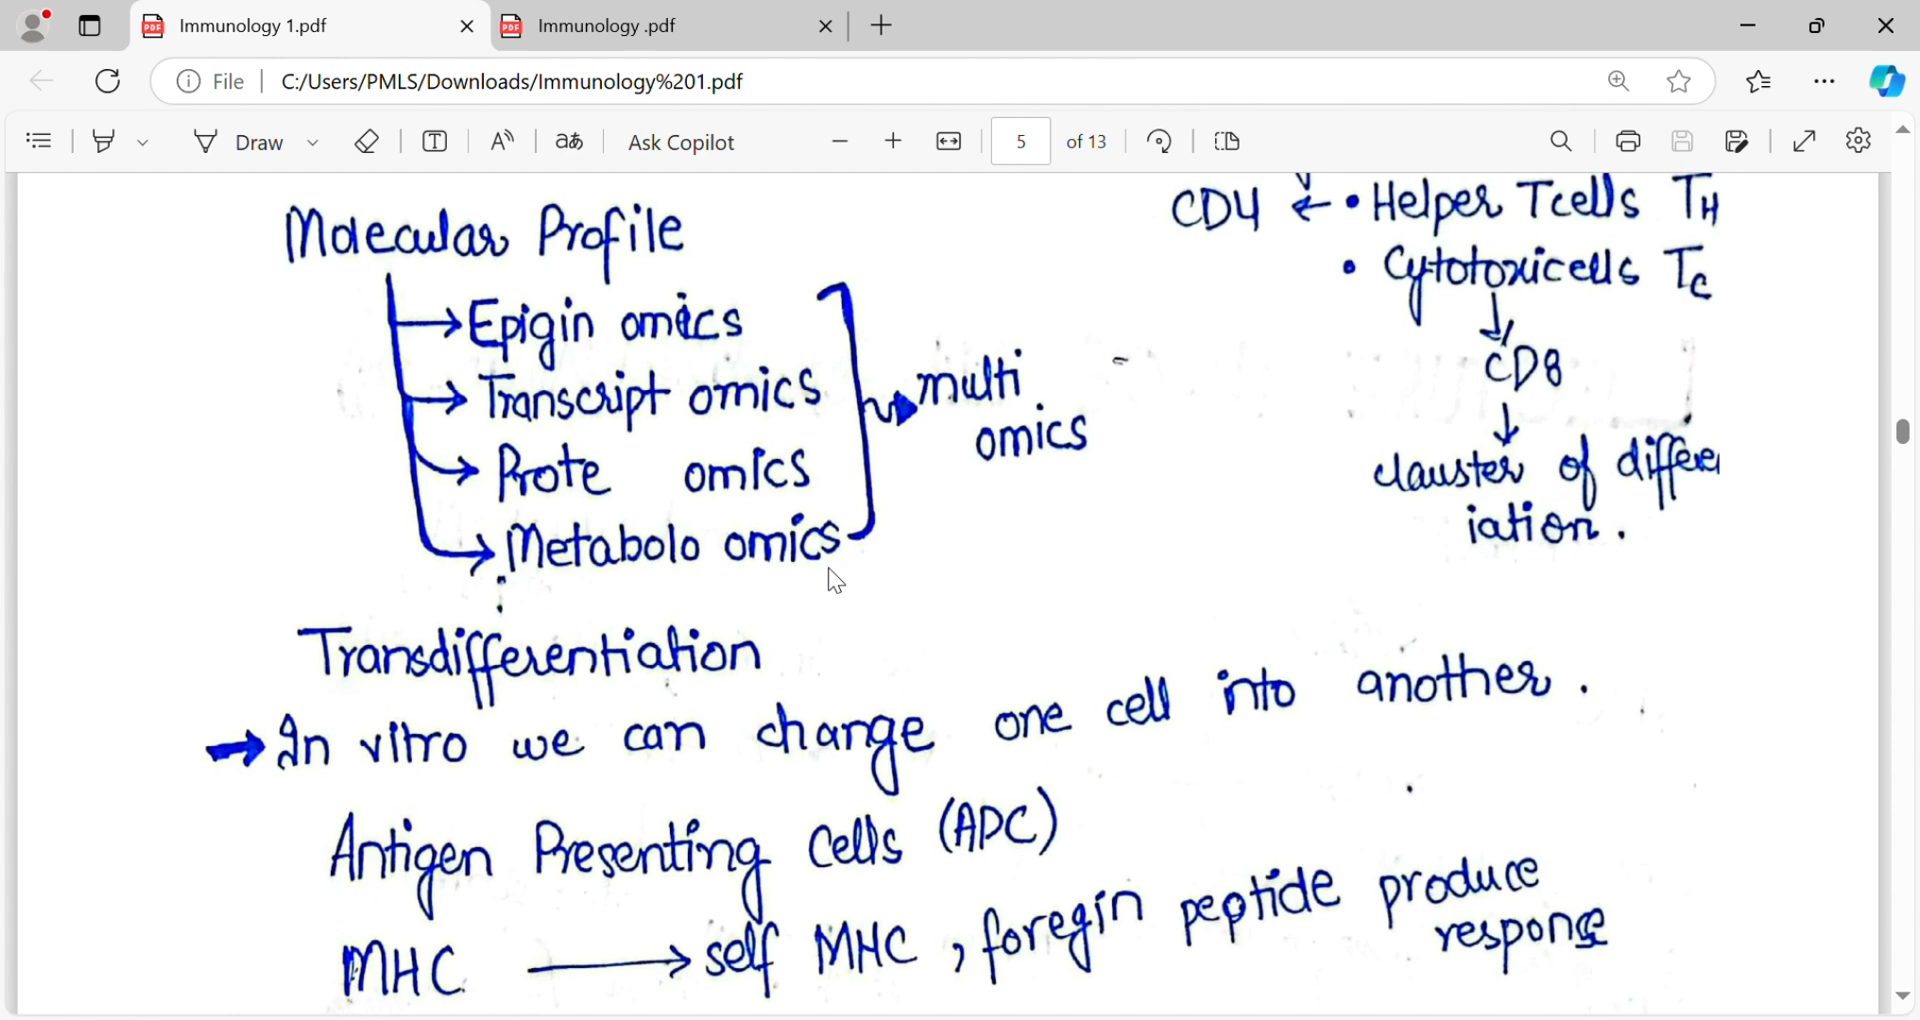 Immunology 1.pdf
Immunology .pdf
File
C:/Users/PMLS/Downloads/Immunology%201.pdf
Draw
Ask Copilot
5 of 13
Molecular Profile
→ Epigin omics
→ Transcript omics
→ Prote omics
→ Metabolo omics
multi
omics
CD4 ← • Helper Tcells TH
• Cytotoxicells Tc
↓
CD8
↓
clauster of differen
iation.
Transdifferentiation
→ In vitro we can change one cell into another.
Antigen Presenting Cells (APC)
MHC → self MHC, foregin peptide produce
response